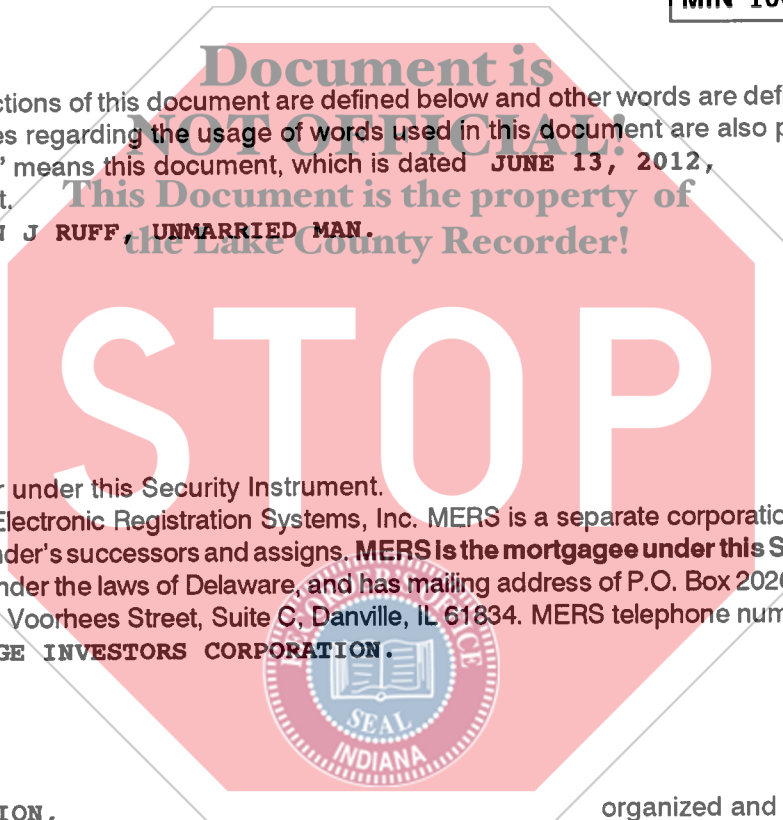 MIN
Document is
ctions of this document are defined below and other words are def
es regarding the usage of words used in this document are also p
NOT OFFICIAL!
" means this document, which is dated JUNE 13, 2012,
t.
This Document is the property of
J RUFF, UNMARRIED MAN.
the Lake County Recorder!
STOP
r under this Security Instrument.
Electronic Registration Systems, Inc. MERS is a separate corporatio
nder's successors and assigns. MERS is the mortgagee under this S
nder the laws of Delaware, and has mailing address of P.O. Box 202
Voorhees Street, Suite C, Danville, IL 61834. MERS telephone num
GE INVESTORS CORPORATION.
SEAL
INDIANA
ION,
organized and